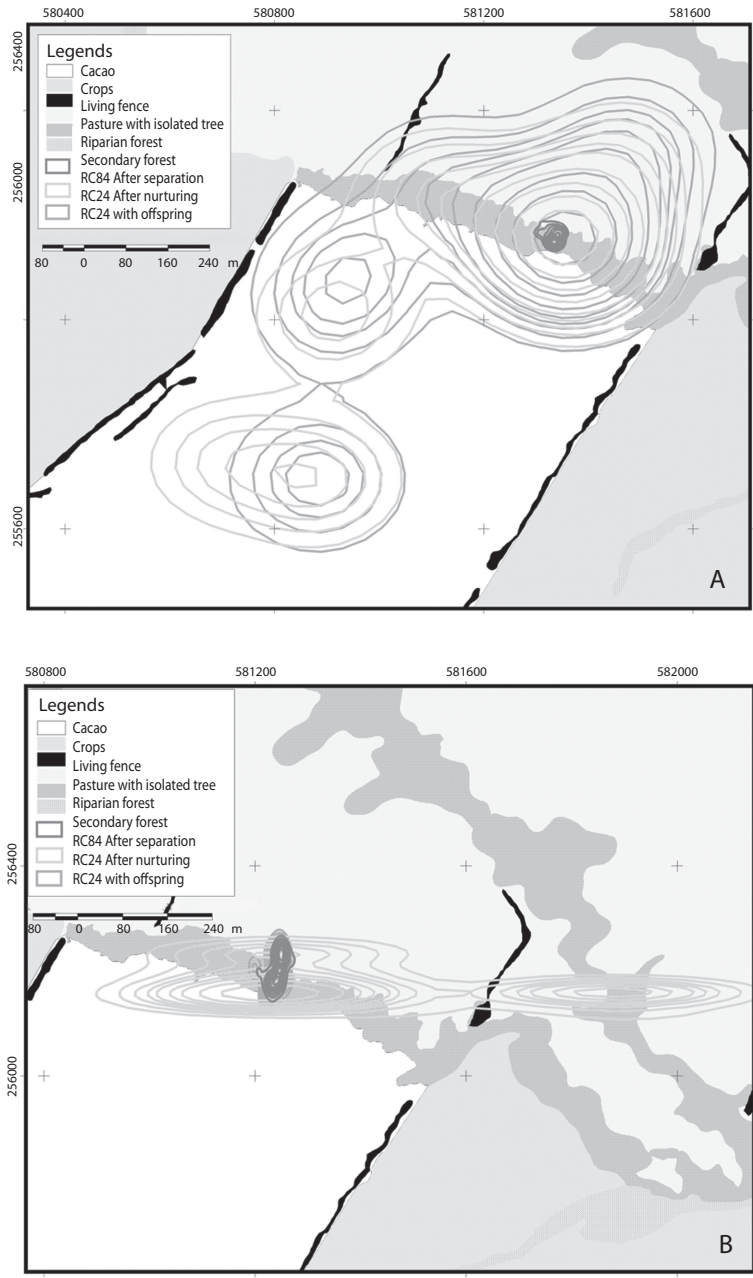 580400 580800 581200 581600
256400
256000
255600
Legends
Cacao
Crops
Living fence
Pasture with isolated tree
Riparian forest
Secondary forest
RC84 After separation
RC24 After nurturing
RC24 with offspring
80 0 80 160 240 m
A
580800 581200 581600 582000
256400
256000
Legends
Cacao
Crops
Living fence
Pasture with isolated tree
Riparian forest
Secondary forest
RC84 After separation
RC24 After nurturing
RC24 with offspring
80 0 80 160 240 m
B